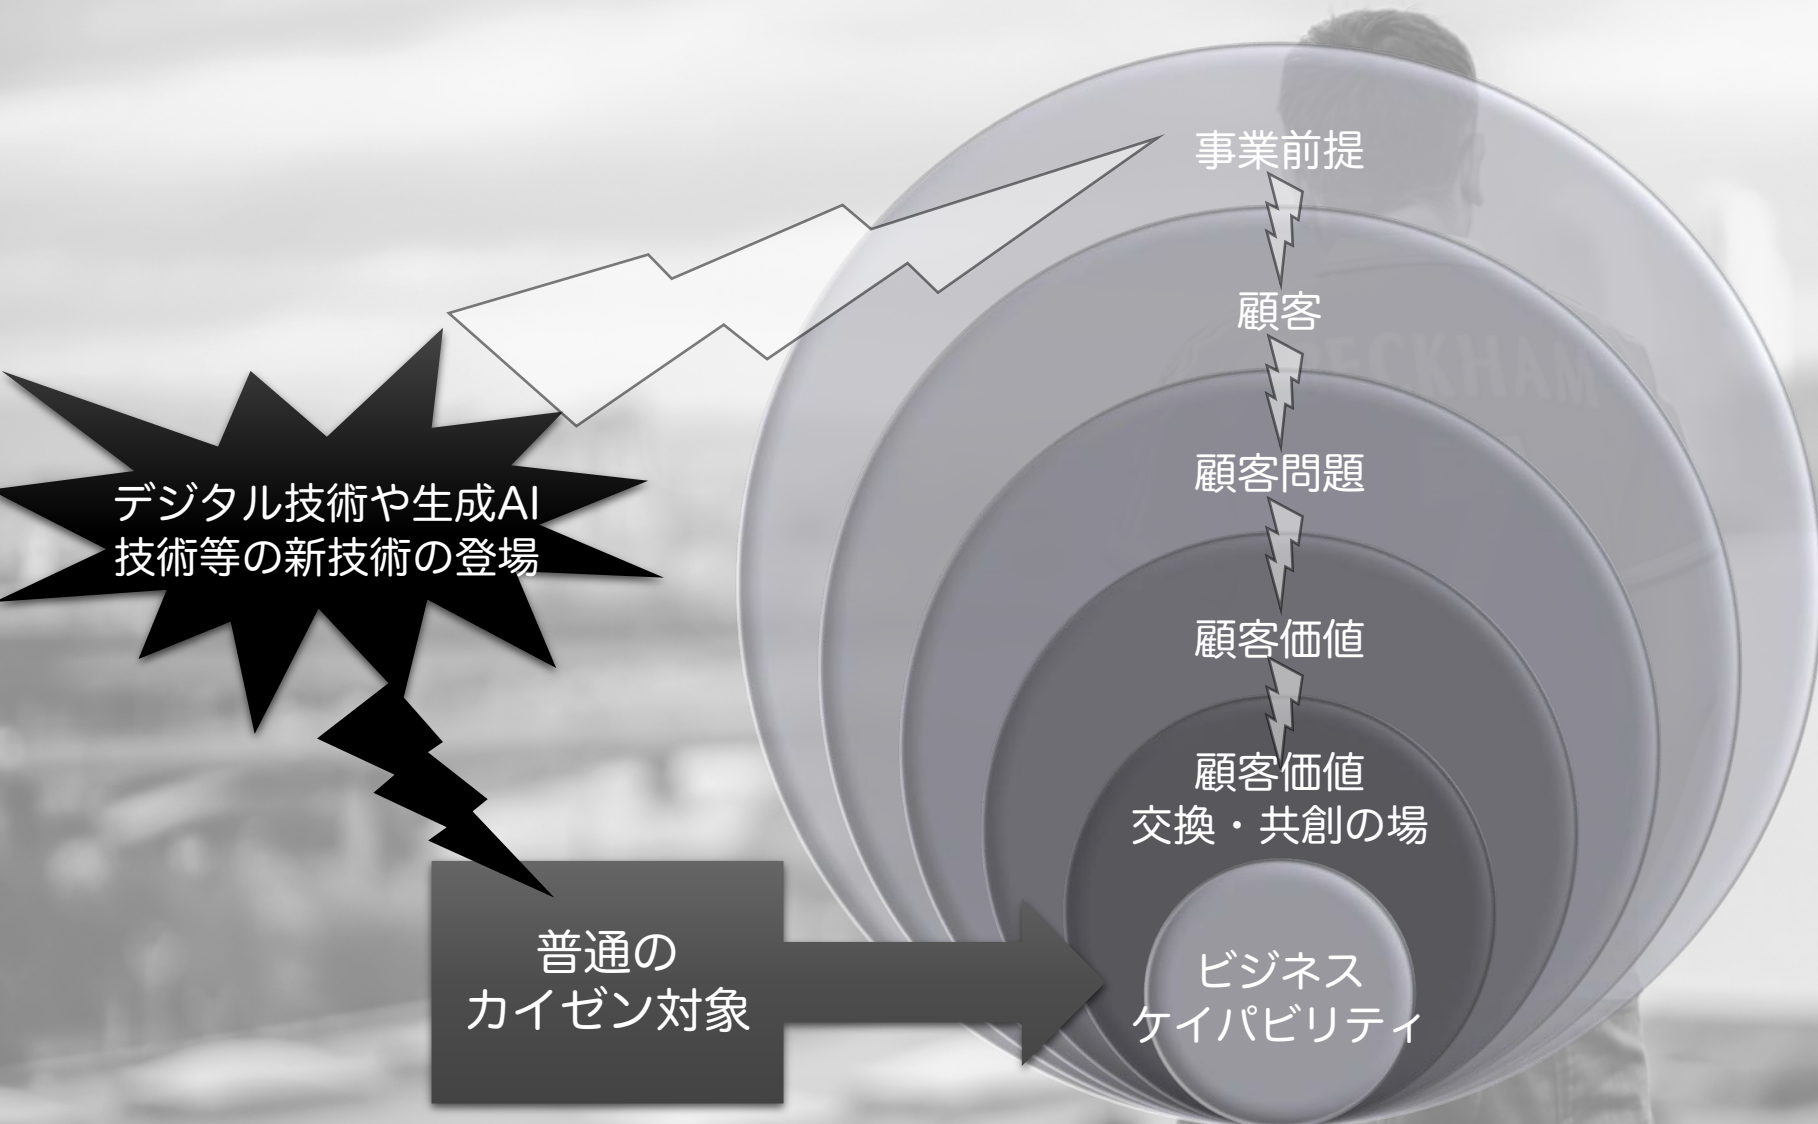 事業前提
顧客
BECKHAM
顧客問題
デジタル技術や生成AI
技術等の新技術の登場
顧客価値
顧客価値
交換・共創の場
普通の
カイゼン対象
ビジネス
ケイパビリティ